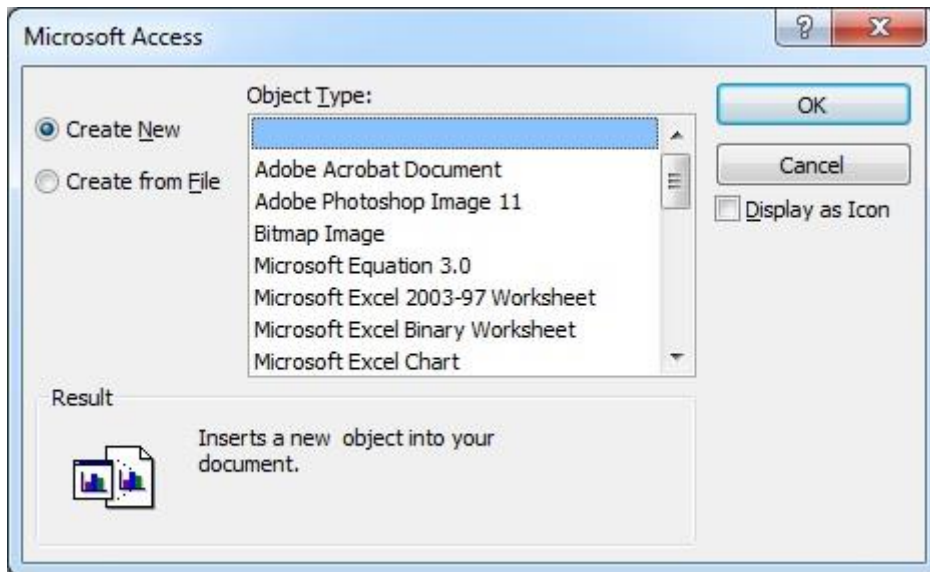 Microsoft Access
?
X
Object Type:
Create New
Create from File
Adobe Acrobat Document
Adobe Photoshop Image 11
Bitmap Image
Microsoft Equation 3.0
Microsoft Excel 2003-97 Worksheet
Microsoft Excel Binary Worksheet
Microsoft Excel Chart
OK
Cancel
Display as Icon
Result
Inserts a new object into your
document.